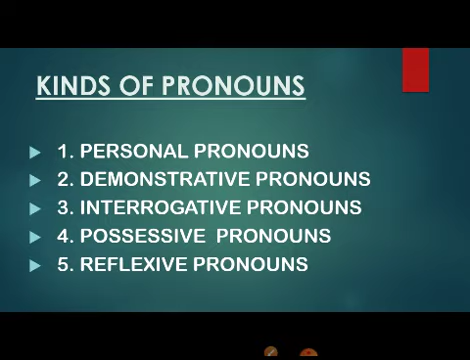 KINDS OF PRONOUNS
1. PERSONAL PRONOUNS
2. DEMONSTRATIVE PRONOUNS
3. INTERROGATIVE PRONOUNS
4. POSSESSIVE PRONOUNS
5. REFLEXIVE PRONOUNS